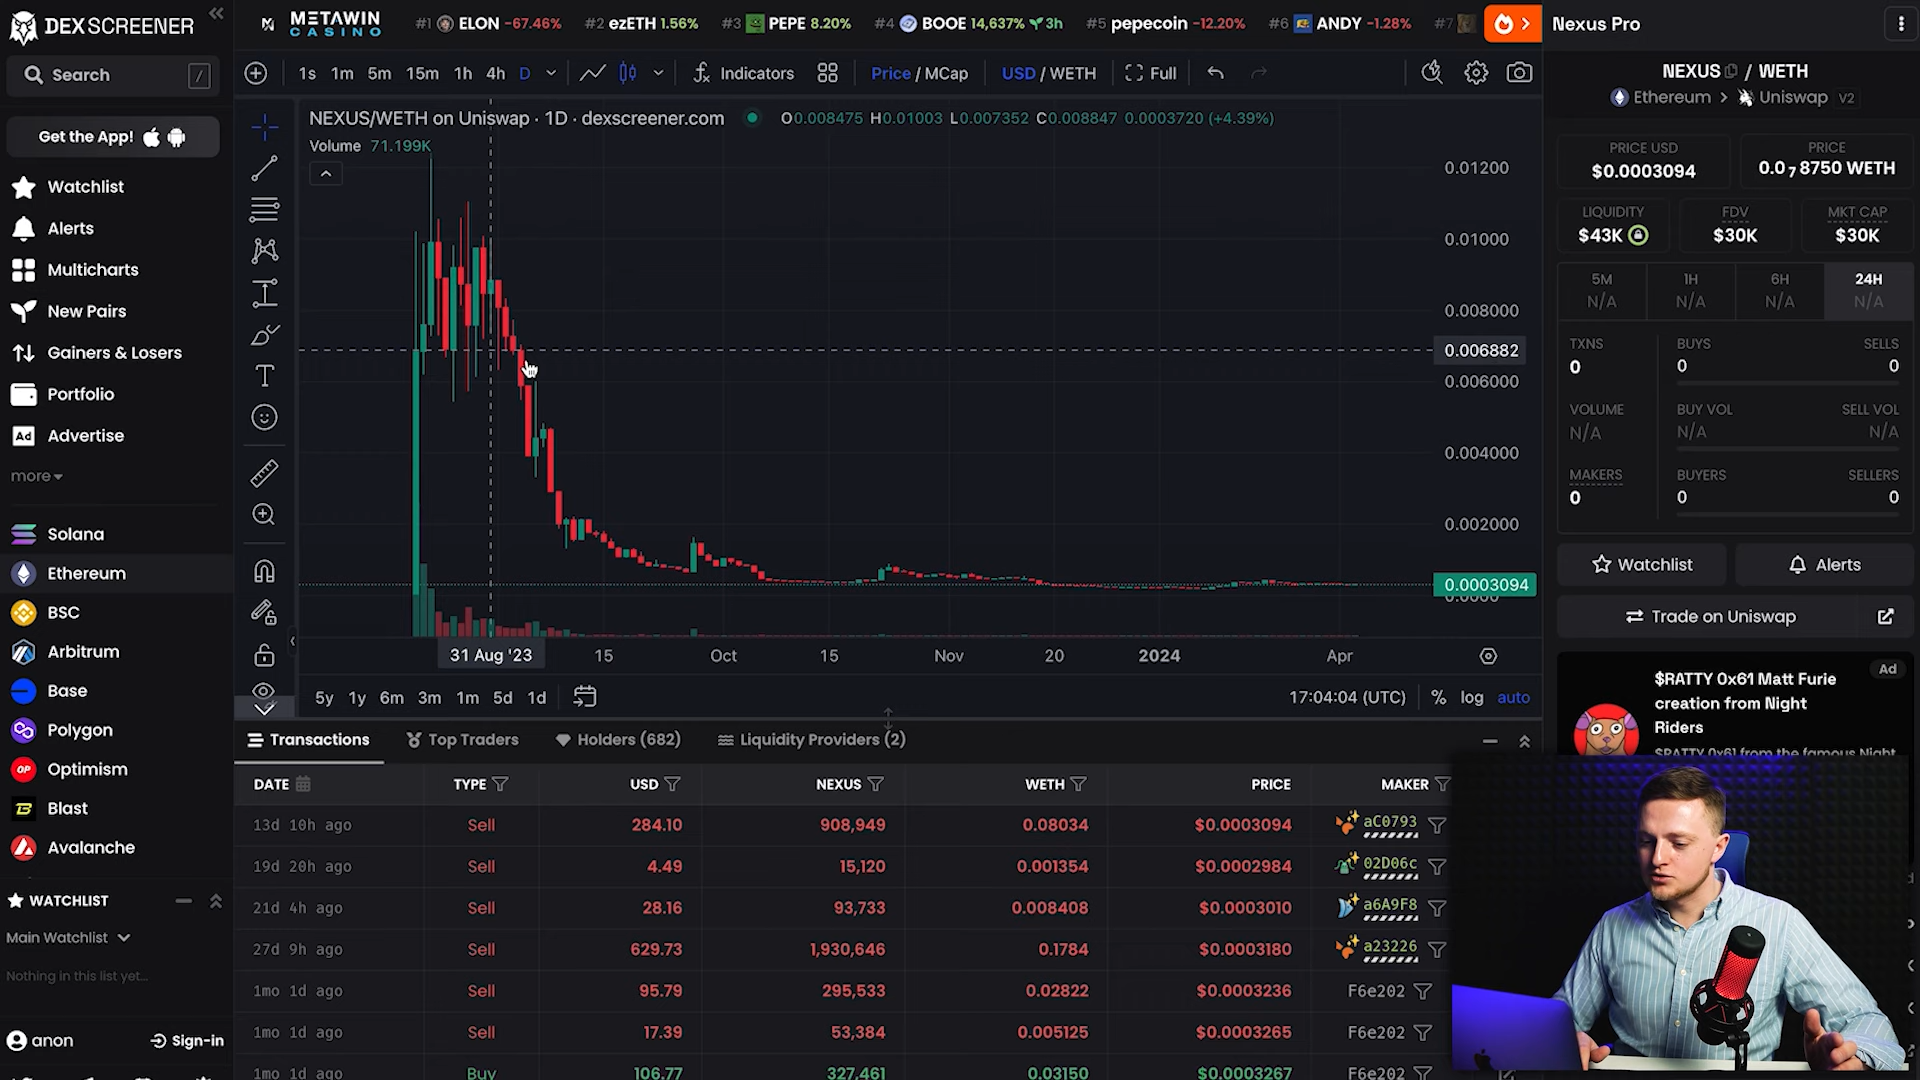 DEX SCREENER
Search /
Get the App!
Watchlist
Alerts
Multicharts
New Pairs
Gainers & Losers
Portfolio
Ad Advertise
more
Solana
Ethereum
BSC
Arbitrum
Base
Polygon
OP Optimism
Blast
Avalanche
WATCHLIST
Main Watchlist
Nothing in this list yet...
anon Sign-in
METAWIN
CASINO
#1 ELON -67.46% #2 ezETH 1.56% #3 PEPE 8.20% #4 BOOE 14,637% 3h #5 pepecoin -12.20% #6 ANDY -1.28% #7
1s 1m 5m 15m 1h 4h D Indicators Price / MCap USD / WETH Full
NEXUS/WETH on Uniswap · 1D · dexscreener.com O0.008475 H0.01003 L0.007352 C0.008847 0.0003720 (+4.39%)
Volume 71.199K
0.01200
0.01000
0.008000
0.006882
0.006000
0.004000
0.002000
0.0003094
31 Aug '23 15 Oct 15 Nov 20 2024 Apr
5y 1y 6m 3m 1m 5d 1d 17:04:04 (UTC) % log auto
Transactions Top Traders Holders (682) Liquidity Providers (2)
DATE TYPE USD NEXUS WETH PRICE MAKER
13d 10h ago Sell 284.10 908,949 0.08034 $0.0003094 aC0793
19d 20h ago Sell 4.49 15,120 0.001354 $0.0002984 02D06c
21d 4h ago Sell 28.16 93,733 0.008408 $0.0003010 a6A9F8
27d 9h ago Sell 629.73 1,930,646 0.1784 $0.0003180 a23226
1mo 1d ago Sell 95.79 295,533 0.02822 $0.0003236 F6e202
1mo 1d ago Sell 17.39 53,384 0.005125 $0.0003265 F6e202
1mo 1d ago Buy 106.77 327,461 0.03150 $0.0003267 F6e202
Nexus Pro
NEXUS / WETH
Ethereum > Uniswap V2
PRICE USD
$0.0003094
PRICE
0.0₇8750 WETH
LIQUIDITY
$43K
FDV
$30K
MKT CAP
$30K
5M
N/A
1H
N/A
6H
N/A
24H
N/A
TXNS
0
BUYS
0
SELLS
0
VOLUME
N/A
BUY VOL
N/A
SELL VOL
N/A
MAKERS
0
BUYERS
0
SELLERS
0
Watchlist Alerts
Trade on Uniswap
Ad
$RATTY 0x61 Matt Furie
creation from Night
Riders
$RATTY 0x61 from the famous Night